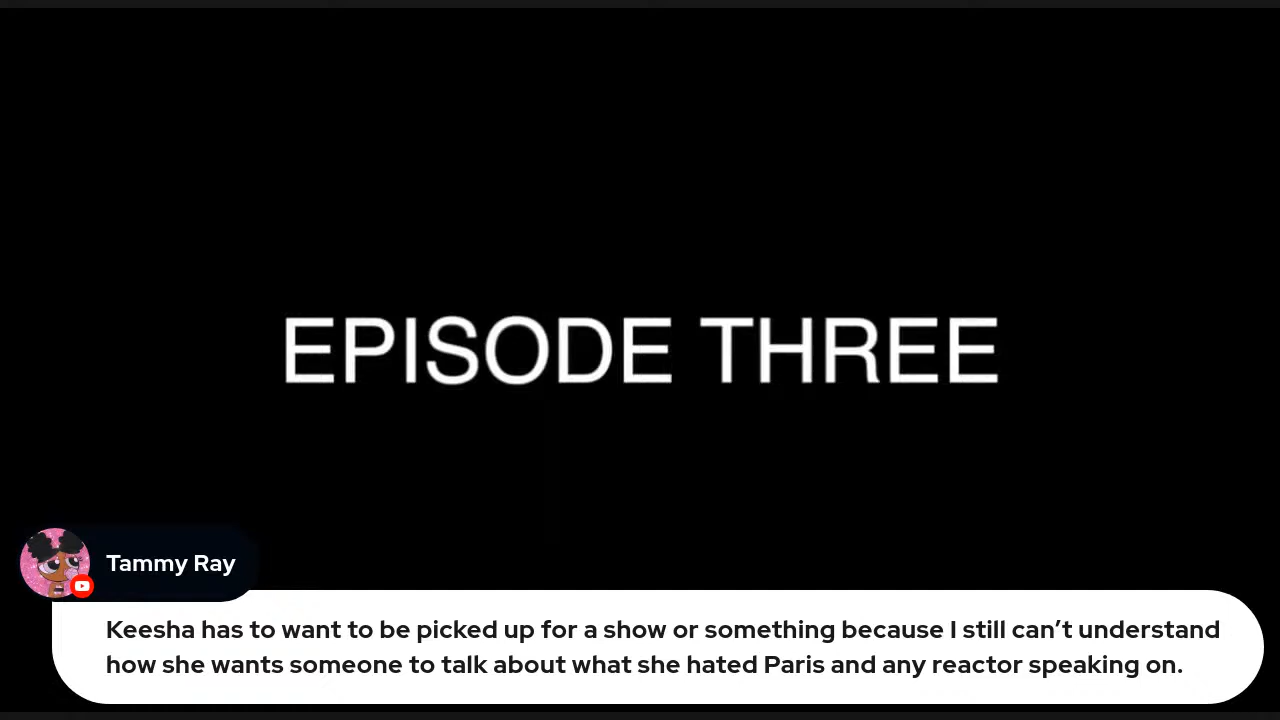 EPISODE THREE
Tammy Ray
Keesha has to want to be picked up for a show or something because I still can’t understand
how she wants someone to talk about what she hated Paris and any reactor speaking on.